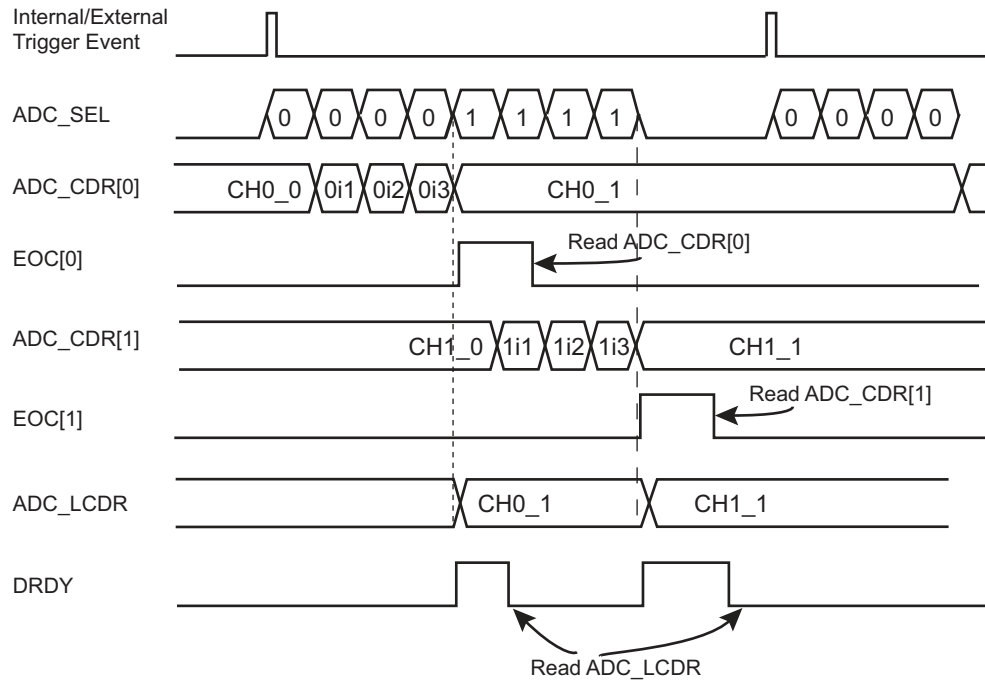 Internal/External
Trigger Event
ADC_SEL
0 0 0 0 1 1 1 1 0 0 0 0
ADC_CDR[0]
CH0_0 0i1 0i2 0i3 CH0_1
EOC[0]
Read ADC_CDR[0]
ADC_CDR[1]
CH1_0 1i1 1i2 1i3 CH1_1
EOC[1]
Read ADC_CDR[1]
ADC_LCDR
CH0_1 CH1_1
DRDY
Read ADC_LCDR